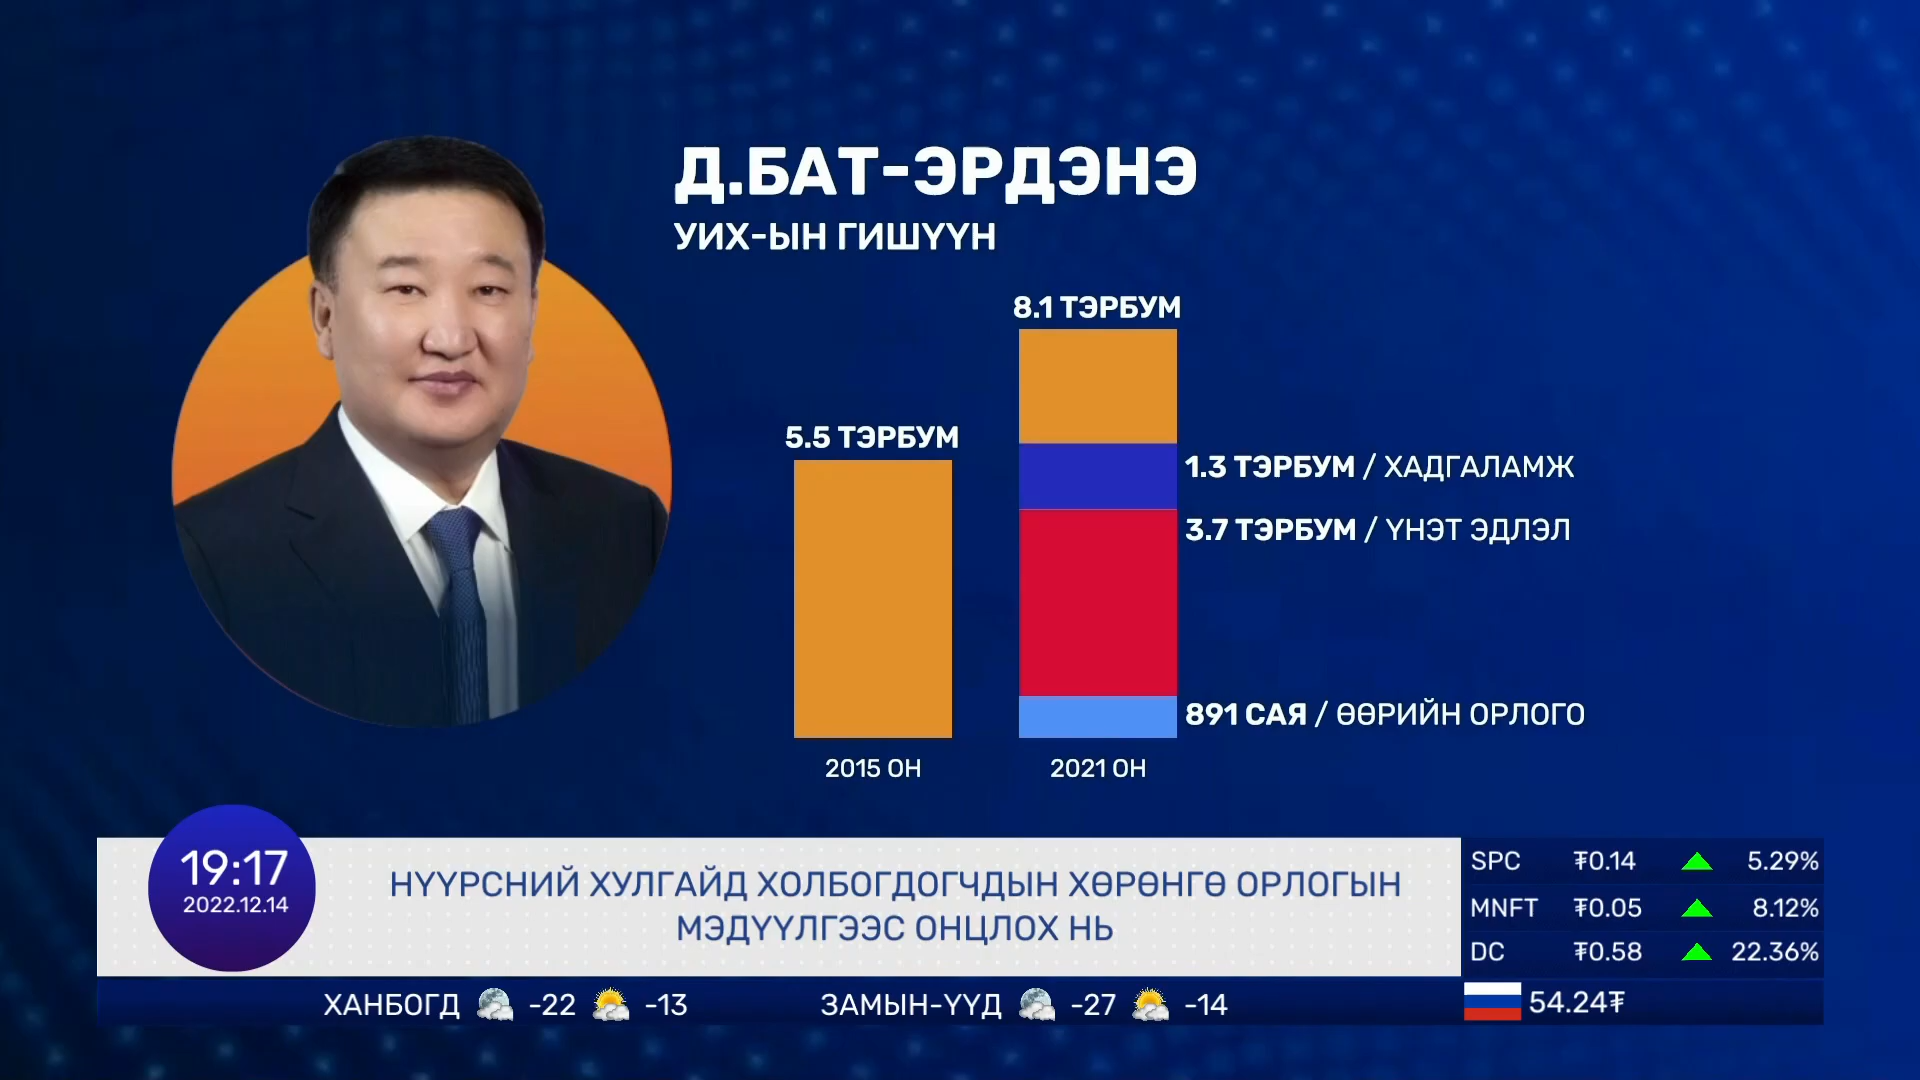 Д.БАТ-ЭРДЭНЭ
УИХ-ЫН ГИШҮҮН
8.1 ТЭРБУМ
5.5 ТЭРБУМ
1.3 ТЭРБУМ / ХАДГАЛАМЖ
3.7 ТЭРБУМ / ҮНЭТ ЭДЛЭЛ
891 САЯ / ӨӨРИЙН ОРЛОГО
2015 ОН
2021 ОН
19:17
2022.12.14
НҮҮРСНИЙ ХУЛГАЙД ХОЛБОГДОГЧДЫН ХӨРӨНГӨ ОРЛОГЫН
МЭДҮҮЛГЭЭС ОНЦЛОХ НЬ
SPC ₮0.14 5.29%
MNFT ₮0.05 8.12%
DC ₮0.58 22.36%
ХАНБОГД -22 -13 ЗАМЫН-ҮҮД -27 -14
54.24₮